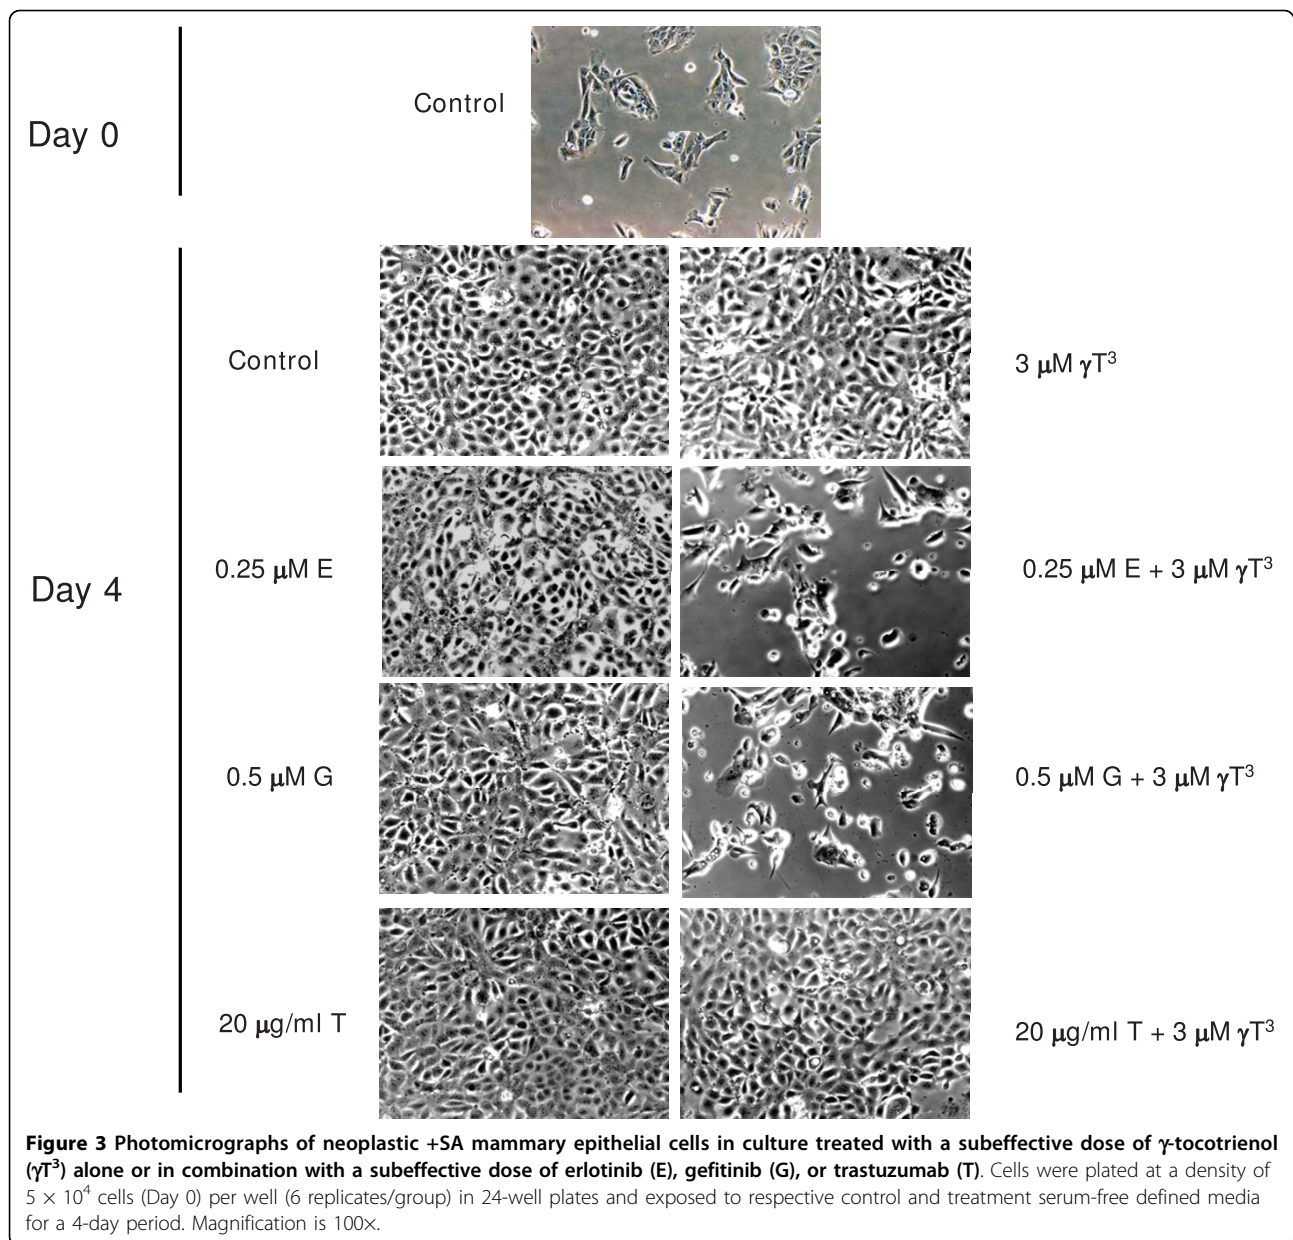 Day 0
Control
Day 4
Control
3 μM γT³
0.25 μM E
0.25 μM E + 3 μM γT³
0.5 μM G
0.5 μM G + 3 μM γT³
20 μg/ml T
20 μg/ml T + 3 μM γT³
Figure 3 Photomicrographs of neoplastic +SA mammary epithelial cells in culture treated with a subeffective dose of γ-tocotrienol
(γT³) alone or in combination with a subeffective dose of erlotinib (E), gefitinib (G), or trastuzumab (T). Cells were plated at a density of
5 × 10⁴ cells (Day 0) per well (6 replicates/group) in 24-well plates and exposed to respective control and treatment serum-free defined media
for a 4-day period. Magnification is 100×.